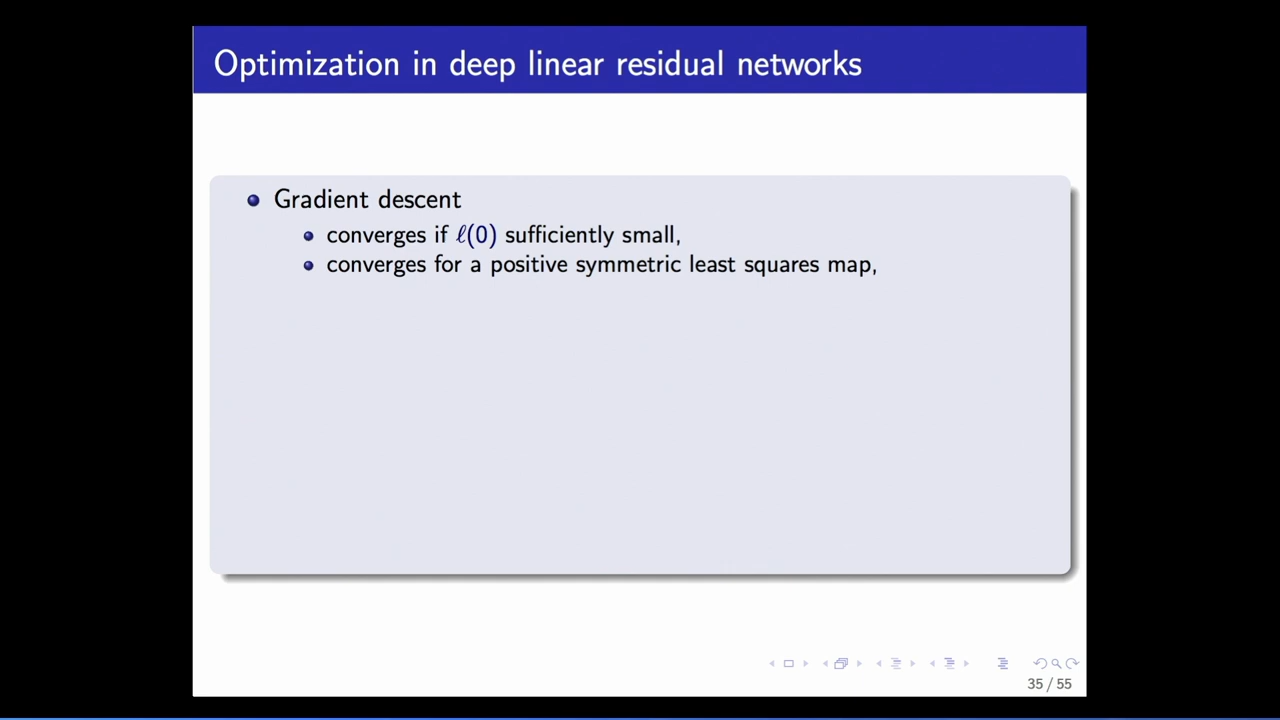 Optimization in deep linear residual networks
Gradient descent
converges if ℓ(0) sufficiently small,
converges for a positive symmetric least squares map,
35 / 55